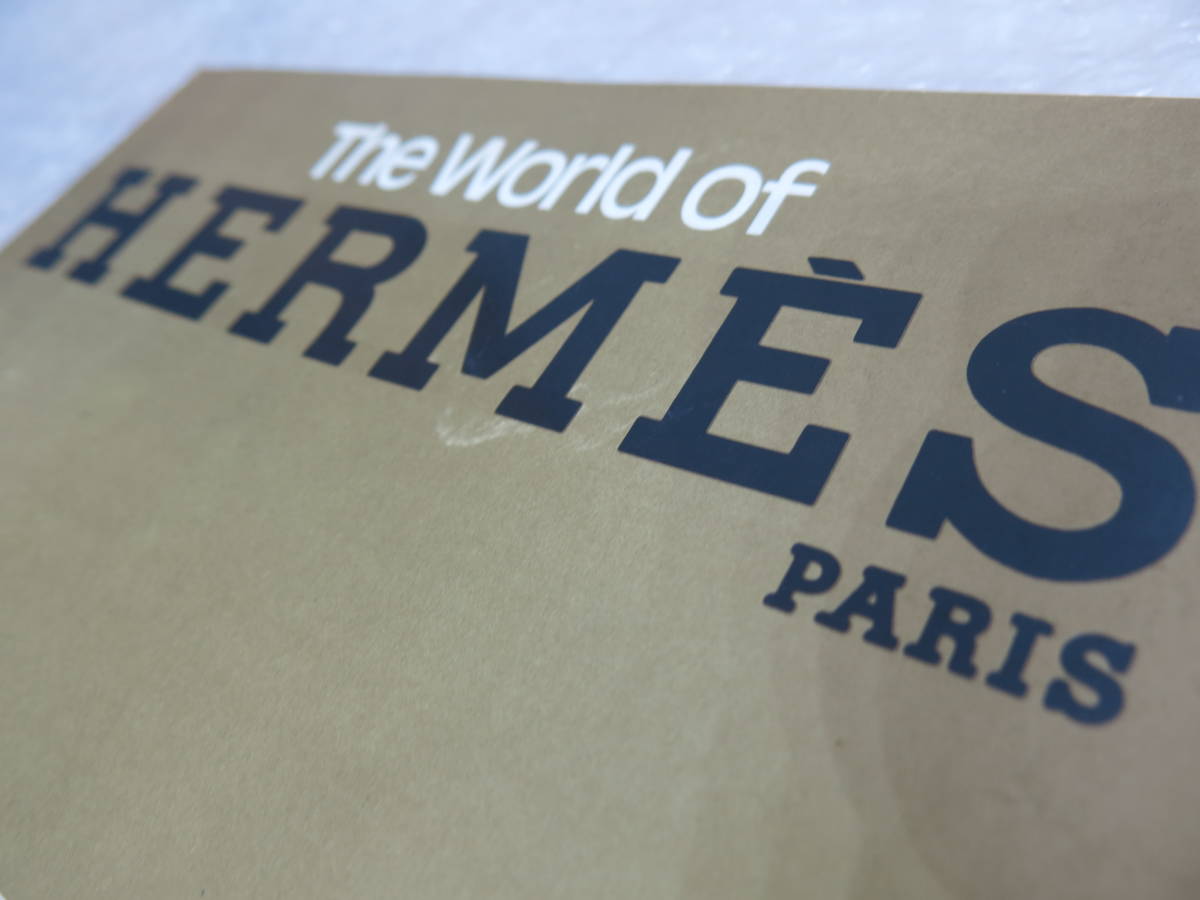 The World of
HERMÈS
PARIS